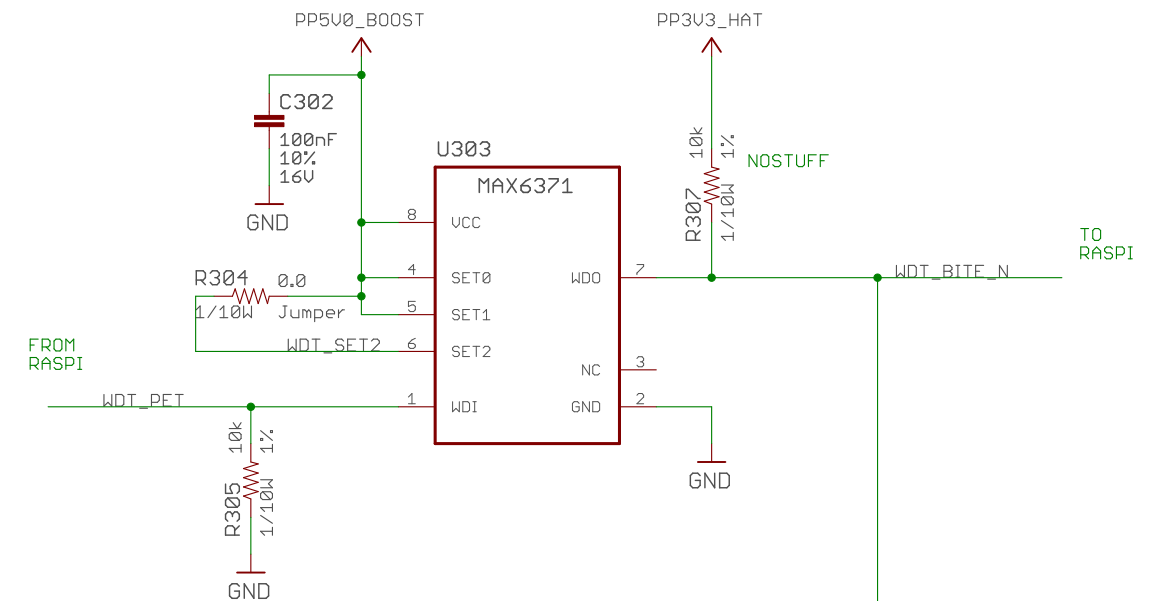 PP5V0_BOOST
PP3V3_HAT
C302
100nF
10%
16V
GND
U303
MAX6371
10k
1%
NOSTUFF
R307
1/10W
8
VCC
TO
RASPI
R304
0.0
1/10W
Jumper
4
SET0
WDO
7
WDT_BITE_N
5
SET1
FROM
RASPI
WDT_SET2
6
SET2
NC
3
WDT_PET
1
WDI
GND
2
10k
1%
R305
1/10W
GND
GND